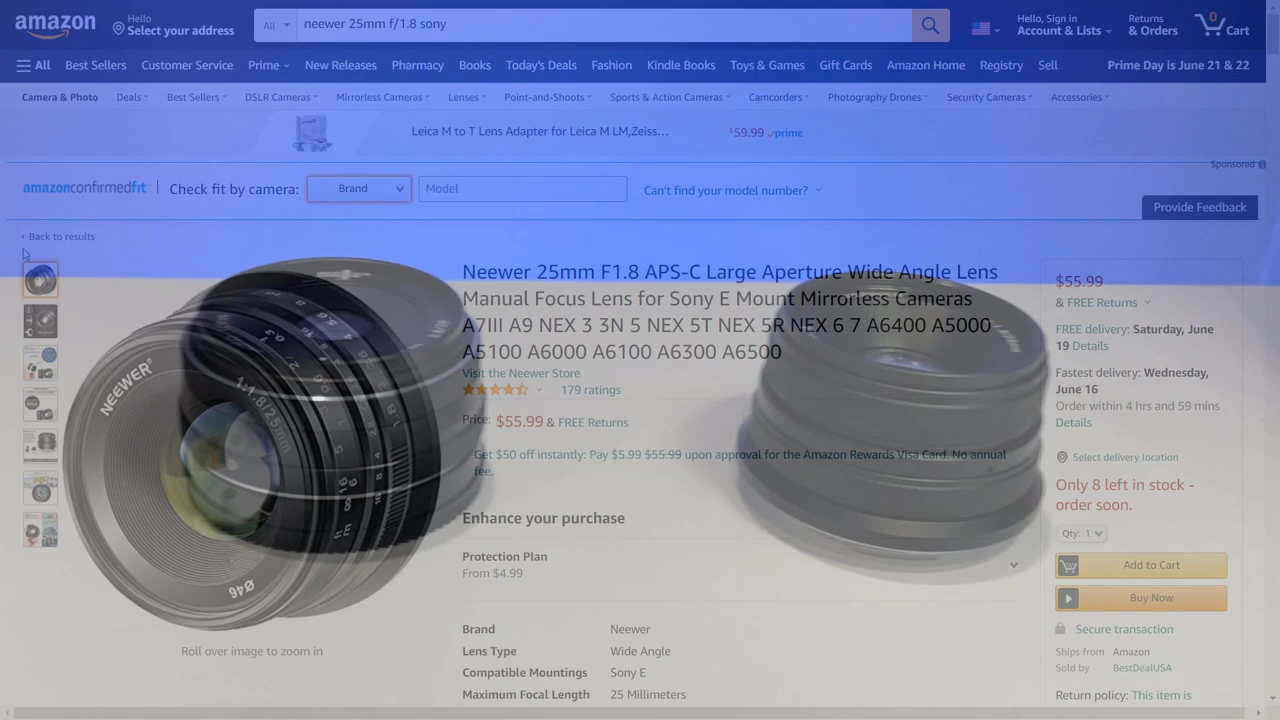 amazon
Hello
Select your address
All
neewer 25mm f/1.8 sony
Hello, Sign in
Account & Lists
Returns
& Orders
0
Cart
All
Best Sellers
Customer Service
Prime
New Releases
Pharmacy
Books
Today's Deals
Fashion
Kindle Books
Toys & Games
Gift Cards
Amazon Home
Registry
Sell
Prime Day is June 21 & 22
Camera & Photo
Deals
Best Sellers
DSLR Cameras
Mirrorless Cameras
Lenses
Point-and-Shoots
Sports & Action Cameras
Camcorders
Photography Drones
Security Cameras
Accessories
Leica M to T Lens Adapter for Leica M LM,Zeiss...
$59.99 prime
Sponsored
amazonconfirmedfit
Check fit by camera:
Brand
Model
Can't find your model number?
Provide Feedback
Back to results
NEEWER®
1:1.8/25mm
Ø46
Roll over image to zoom in
Neewer 25mm F1.8 APS-C Large Aperture Wide Angle Lens
Manual Focus Lens for Sony E Mount Mirrorless Cameras
A7III A9 NEX 3 3N 5 NEX 5T NEX 5R NEX 6 7 A6400 A5000
A5100 A6000 A6100 A6300 A6500
Visit the Neewer Store
179 ratings
Price: $55.99 & FREE Returns
Get $50 off instantly: Pay $5.99 $55.99 upon approval for the Amazon Rewards Visa Card. No annual
fee.
Enhance your purchase
Protection Plan
From $4.99
Brand Neewer
Lens Type Wide Angle
Compatible Mountings Sony E
Maximum Focal Length 25 Millimeters
$55.99
& FREE Returns
FREE delivery: Saturday, June
19 Details
Fastest delivery: Wednesday,
June 16
Order within 4 hrs and 59 mins
Details
Select delivery location
Only 8 left in stock -
order soon.
Qty: 1
Add to Cart
Buy Now
Secure transaction
Ships from Amazon
Sold by BestDealUSA
Return policy: This item is